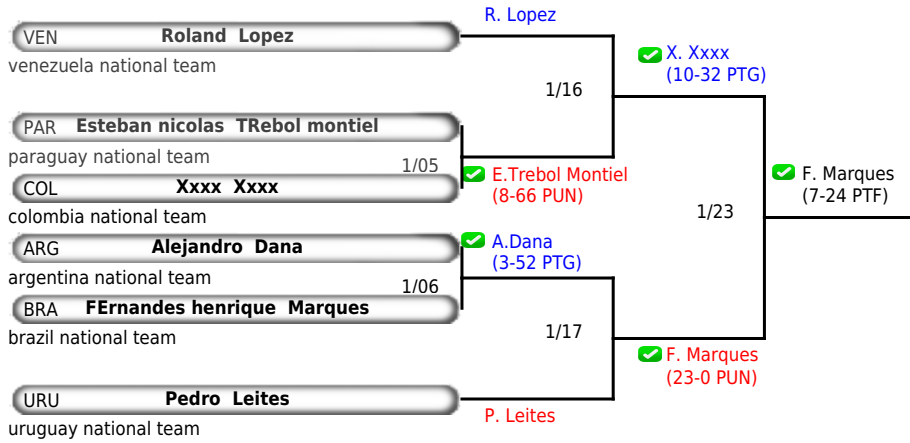 R. Lopez
VEN Roland Lopez
venezuela national team
X. Xxxx
(10-32 PTG)
1/16
PAR Esteban nicolas TRebol montiel
paraguay national team
1/05
E.Trebol Montiel
(8-66 PUN)
COL Xxxx Xxxx
colombia national team
F. Marques
(7-24 PTF)
1/23
ARG Alejandro Dana
argentina national team
A.Dana
(3-52 PTG)
1/06
BRA FErnandes henrique Marques
brazil national team
1/17
F. Marques
(23-0 PUN)
URU Pedro Leites
uruguay national team
P. Leites